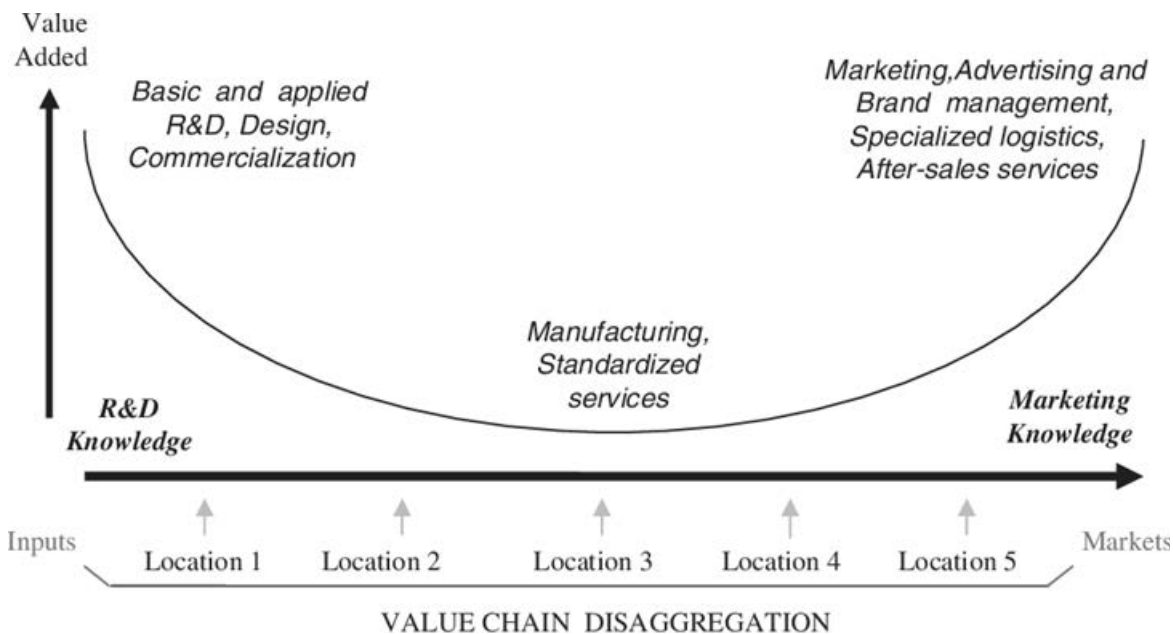 Value
Added
Basic and applied
R&D, Design,
Commercialization
Marketing,Advertising and
Brand management,
Specialized logistics,
After-sales services
Manufacturing,
Standardized
services
R&D
Knowledge
Marketing
Knowledge
Inputs
Location 1
Location 2
Location 3
Location 4
Location 5
Markets
VALUE CHAIN DISAGGREGATION